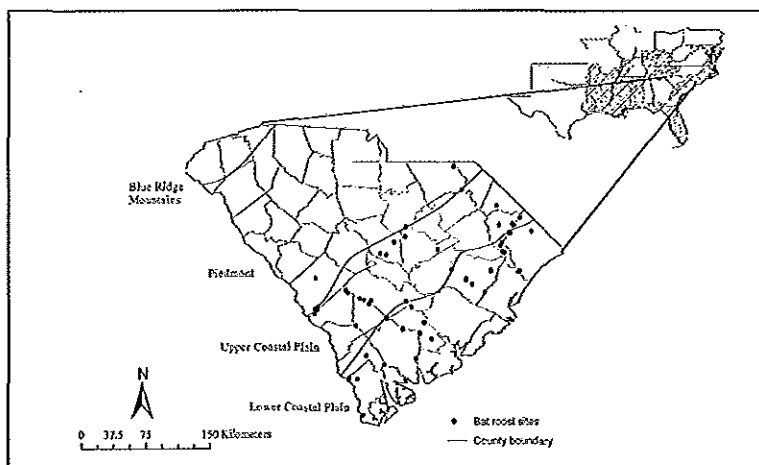 Blue Ridge
Mountains
Piedmont
Upper Coastal Plain
Lower Coastal Plain
N
0 37.5 75 150 Kilometers
Bat roost sites
County boundary